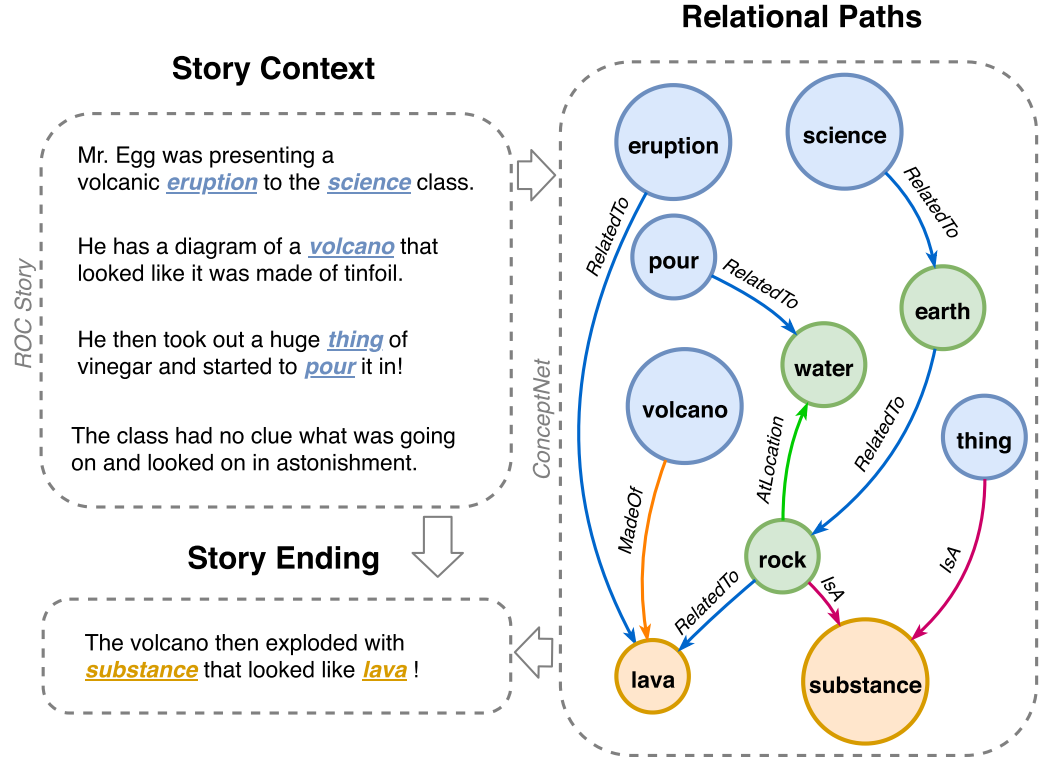 Relational Paths
Story Context
ROC Story
Mr. Egg was presenting a
volcanic eruption to the science class.
He has a diagram of a volcano that
looked like it was made of tinfoil.
He then took out a huge thing of
vinegar and started to pour it in!
The class had no clue what was going
on and looked on in astonishment.
Story Ending
The volcano then exploded with
substance that looked like lava !
ConceptNet
eruption
science
RelatedTo
RelatedTo
pour
RelatedTo
earth
water
volcano
RelatedTo
thing
AtLocation
MadeOf
rock
IsA
IsA
RelatedTo
lava
substance